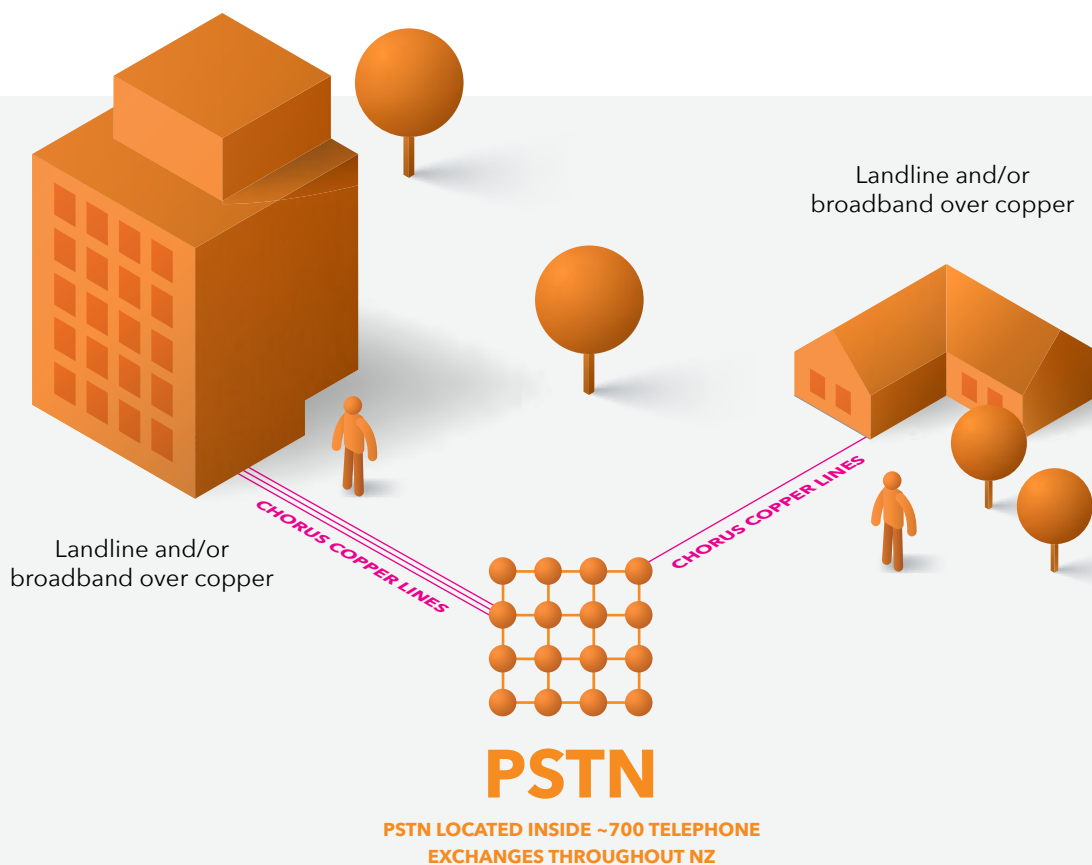 Landline and/or
broadband over copper
CHORUS COPPER LINES
CHORUS COPPER LINES
Landline and/or
broadband over copper
PSTN
PSTN LOCATED INSIDE ~700 TELEPHONE
EXCHANGES THROUGHOUT NZ